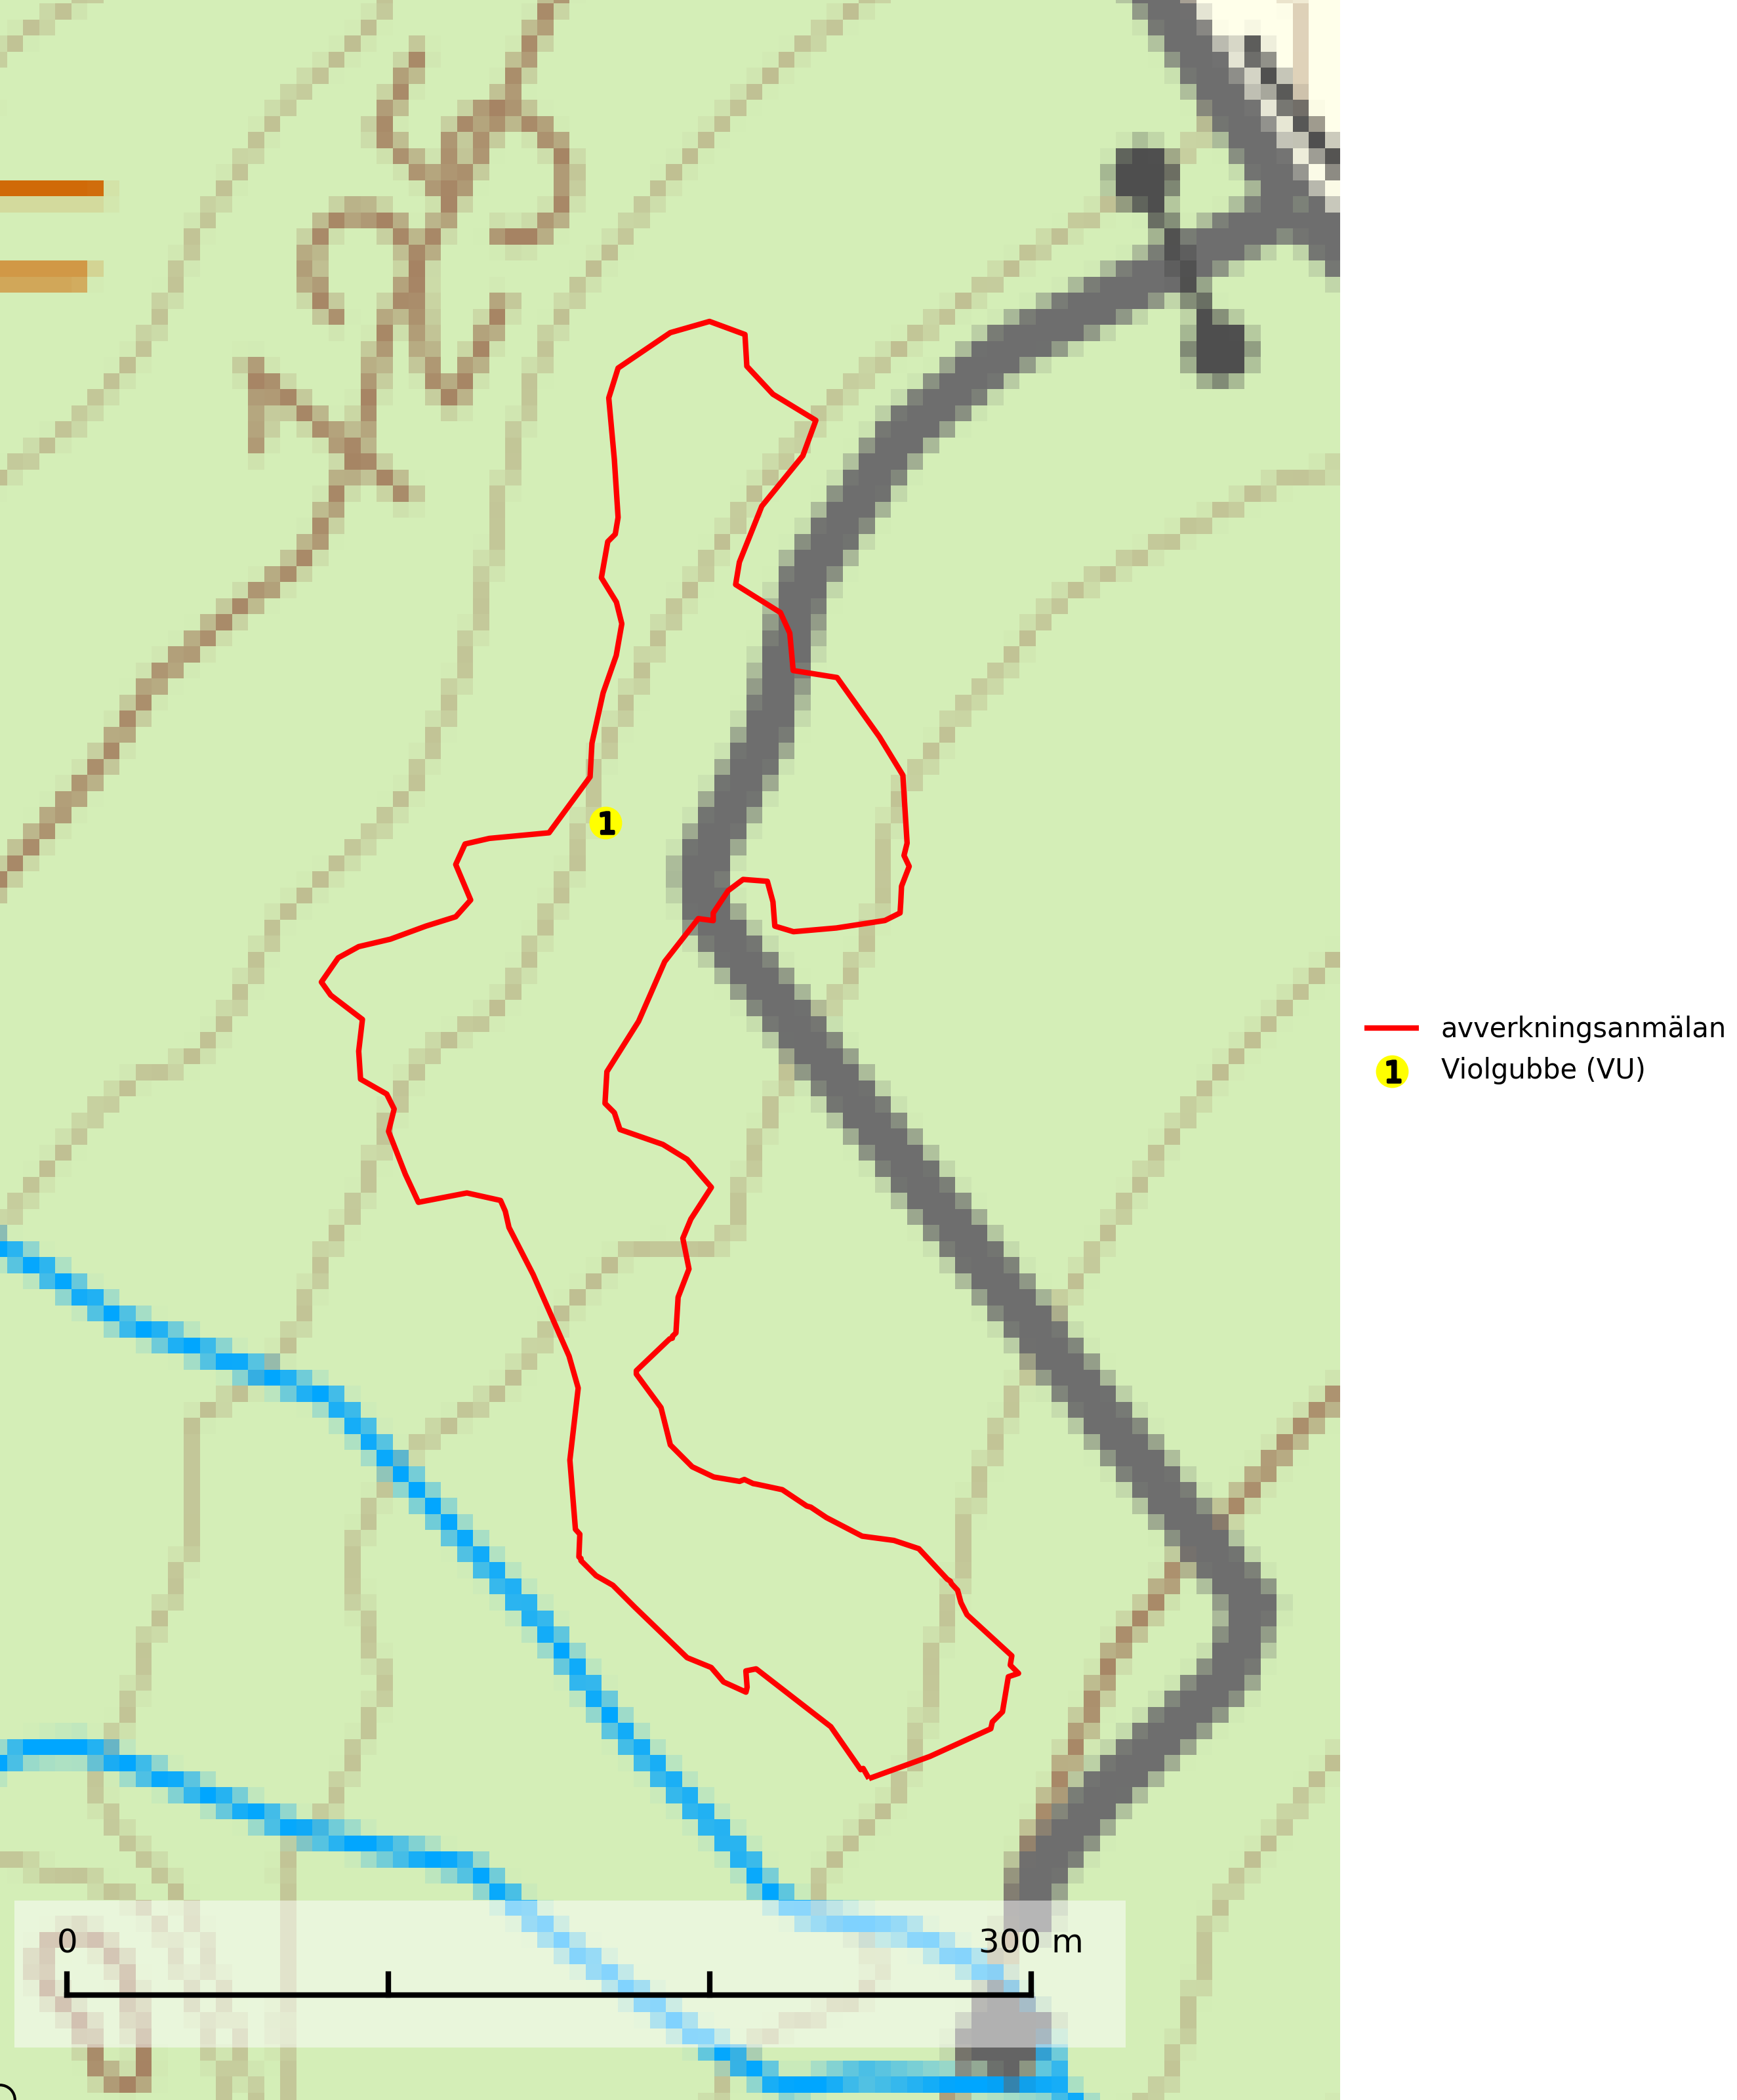 1
avverkningsanmälan
1 Violgubbe (VU)
0 300 m